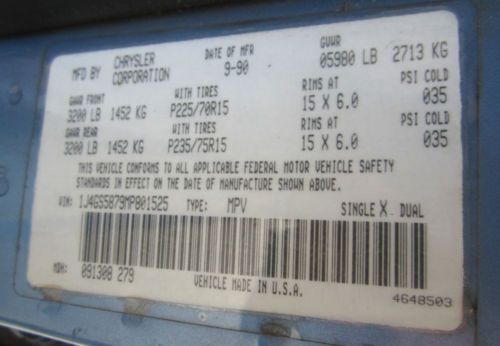 MFD BY CHRYSLER CORPORATION DATE OF MFR 9-90 GVWR 05980 LB 2713 KG
GAWR FRONT WITH TIRES RIMS AT PSI COLD
3200 LB 1452 KG P225/70R15 15 X 6.0 035
GAWR REAR WITH TIRES RIMS AT PSI COLD
3200 LB 1452 KG P235/75R15 15 X 6.0 035
THIS VEHICLE CONFORMS TO ALL APPLICABLE FEDERAL MOTOR VEHICLE SAFETY
STANDARDS IN EFFECT ON THE DATE OF MANUFACTURE SHOWN ABOVE.
VIN: 1J4GS5879MP801525 TYPE: MPV SINGLE X DUAL
MDH: 091308 279
VEHICLE MADE IN U.S.A.
4648503